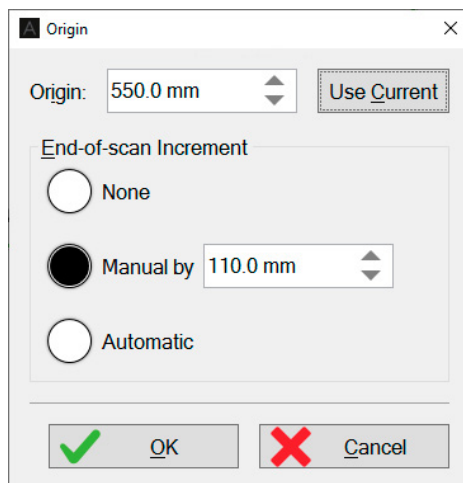 Origin
Origin: 550.0 mm Use Current
End-of-scan Increment
None
Manual by 110.0 mm
Automatic
OK Cancel